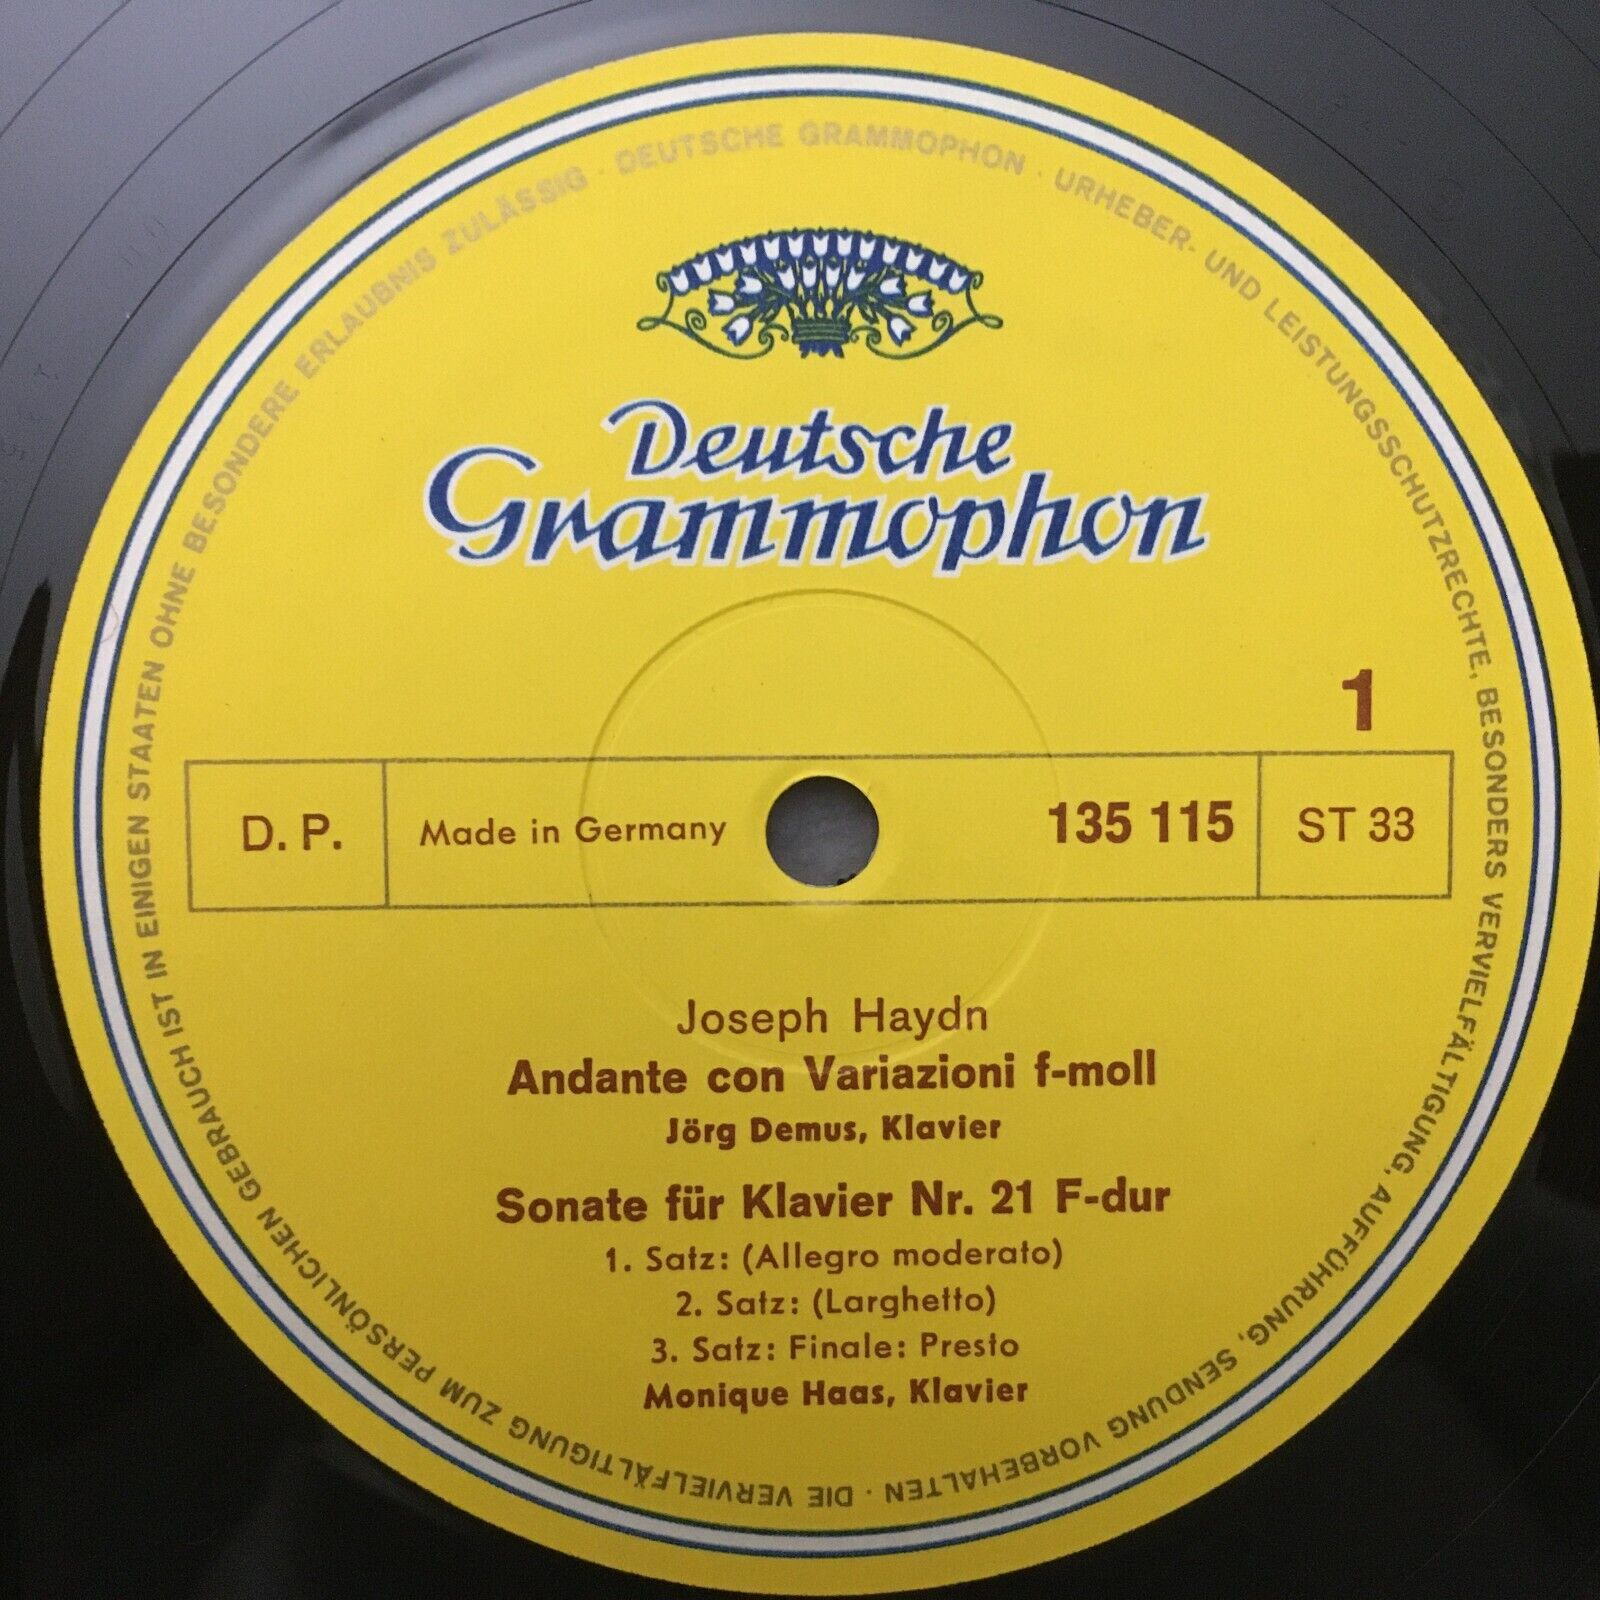 DEUTSCHE GRAMMOPHON · URHEBER- UND LEISTUNGSSCHUTZRECHTE, BESONDERS VERVIELFÄLTIGUNG, AUFFÜHRUNG, SENDUNG VORBEHALTEN · DIE VERVIELFÄLTIGUNG ZUM PERSÖNLICHEN GEBRAUCH IST IN EINIGEN STAATEN OHNE BESONDERE ERLAUBNIS ZULÄSSIG ·
Deutsche
Grammophon
1
D. P. Made in Germany 135 115 ST 33
Joseph Haydn
Andante con Variazioni f-moll
Jörg Demus, Klavier
Sonate für Klavier Nr. 21 F-dur
1. Satz: (Allegro moderato)
2. Satz: (Larghetto)
3. Satz: Finale: Presto
Monique Haas, Klavier